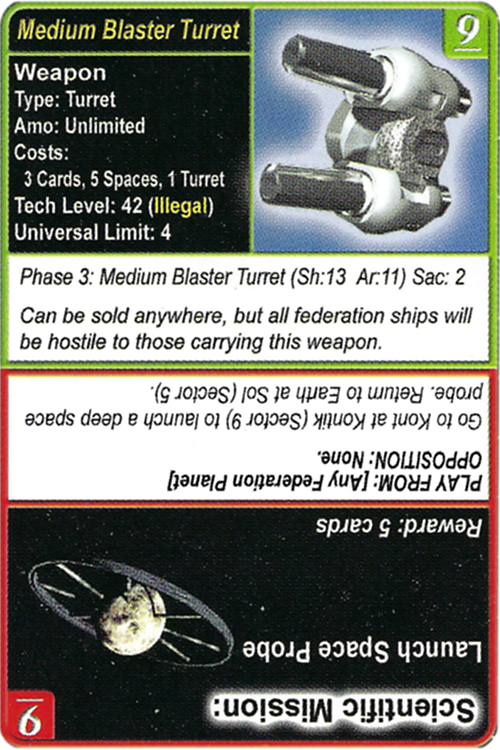 Medium Blaster Turret
9
Weapon
Type: Turret
Amo: Unlimited
Costs:
3 Cards, 5 Spaces, 1 Turret
Tech Level: 42 (Illegal)
Universal Limit: 4
Phase 3: Medium Blaster Turret (Sh:13 Ar:11) Sac: 2
Can be sold anywhere, but all federation ships will
be hostile to those carrying this weapon.
Scientific Mission:
6
Launch Space Probe
Reward: 5 cards
PLAY FROM: [Any Federation Planet]
OPPOSITION: None.
Go to Kont at Kontik (Sector 9) to launch a deep space
probe. Return to Earth at Sol (Sector 5).